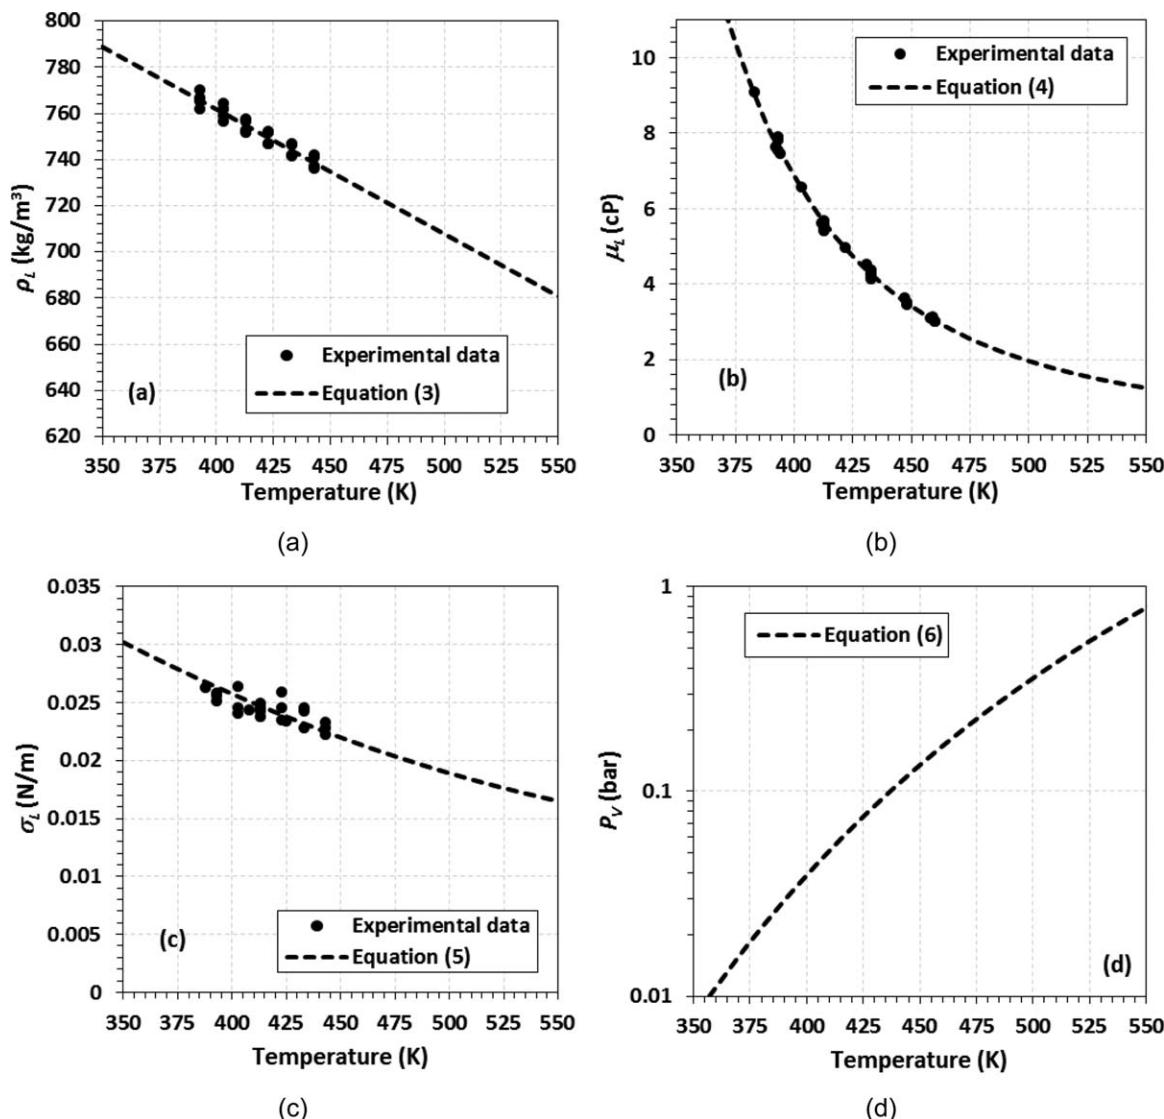 800
780
760
740
720
700
680
660
640
620
ρL (kg/m³)
Experimental data
Equation (3)
(a)
350 375 400 425 450 475 500 525 550
Temperature (K)
(a)
10
8
6
4
2
0
μL (cP)
Experimental data
Equation (4)
(b)
350 375 400 425 450 475 500 525 550
Temperature (K)
(b)
0.035
0.03
0.025
0.02
0.015
0.01
0.005
0
σL (N/m)
Experimental data
Equation (5)
(c)
350 375 400 425 450 475 500 525 550
Temperature (K)
(c)
1
0.1
0.01
PV (bar)
Equation (6)
(d)
350 375 400 425 450 475 500 525 550
Temperature (K)
(d)